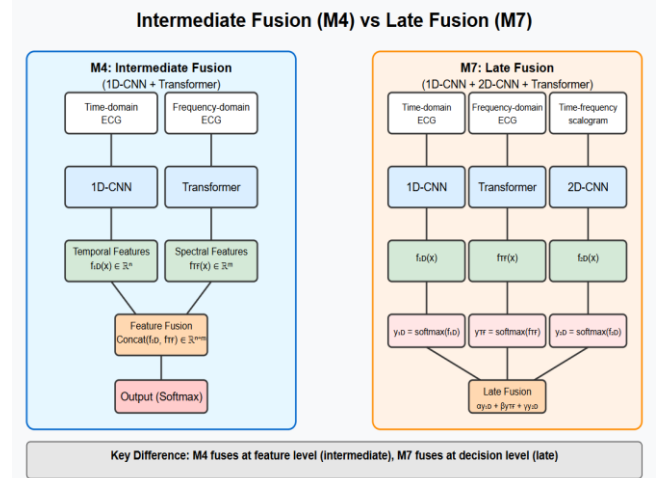 Intermediate Fusion (M4) vs Late Fusion (M7)
M4: Intermediate Fusion
(1D-CNN + Transformer)
Time-domain
ECG
Frequency-domain
ECG
1D-CNN
Transformer
Temporal Features
f₁D(x) ∈ ℝⁿ
Spectral Features
fTF(x) ∈ ℝᵐ
Feature Fusion
Concat(f₁D, fTF) ∈ ℝⁿ⁺ᵐ
Output (Softmax)
M7: Late Fusion
(1D-CNN + 2D-CNN + Transformer)
Time-domain
ECG
Frequency-domain
ECG
Time-frequency
scalogram
1D-CNN
Transformer
2D-CNN
f₁D(x)
fTF(x)
f₂D(x)
y₁D = softmax(f₁D)
yTF = softmax(fTF)
y₂D = softmax(f₂D)
Late Fusion
αy₁D + βyTF + γy₂D
Key Difference: M4 fuses at feature level (intermediate), M7 fuses at decision level (late)